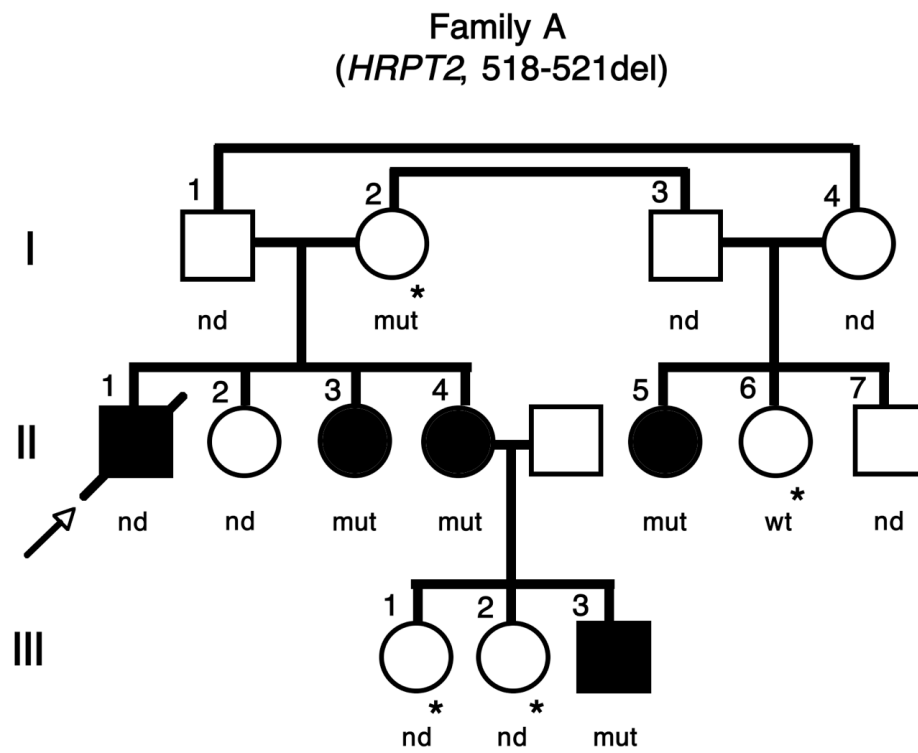 Family A
(HRPT2, 518-521del)
1 2 3 4
I
*
nd mut nd nd
1 2 3 4 5 6 7
II
*
nd nd mut mut mut wt nd
1 2 3
III
* *
nd nd mut